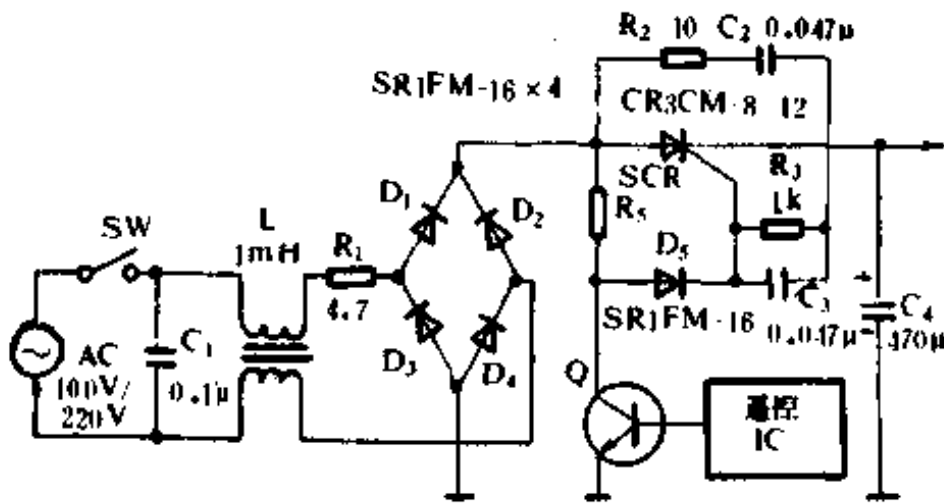 R2 10 C2 0.047μ
SR1FM-16×4
CR3CM-8 12
SCR
R3
1k
D1
D2
R5
SW
L
1mH
R1
4.7
D5
SR1FM-16
C3
0.047μ
C4
470μ
C1
0.1μ
AC
100V/
220V
D3
D4
Q
遥控
IC